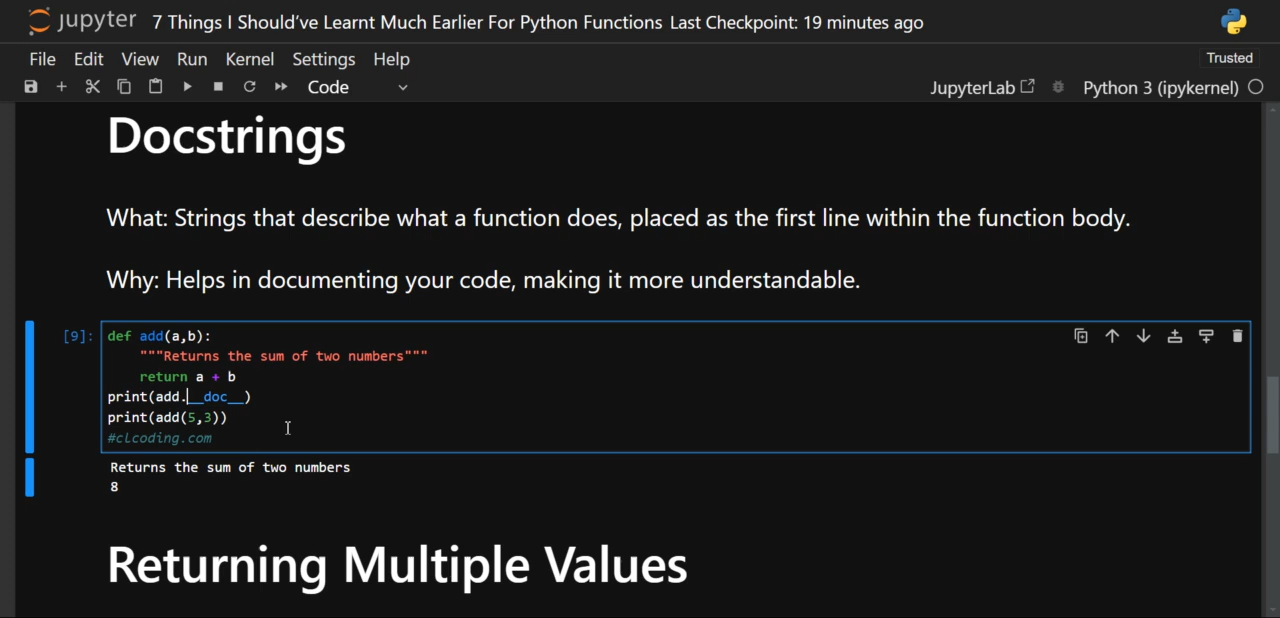 jupyter 7 Things I Should've Learnt Much Earlier For Python Functions Last Checkpoint: 19 minutes ago
File Edit View Run Kernel Settings Help Trusted
Code JupyterLab Python 3 (ipykernel)
Docstrings
What: Strings that describe what a function does, placed as the first line within the function body.
Why: Helps in documenting your code, making it more understandable.
[9]: def add(a,b):
"""Returns the sum of two numbers"""
return a + b
print(add.__doc__)
print(add(5,3))
#clcoding.com
Returns the sum of two numbers
8
Returning Multiple Values